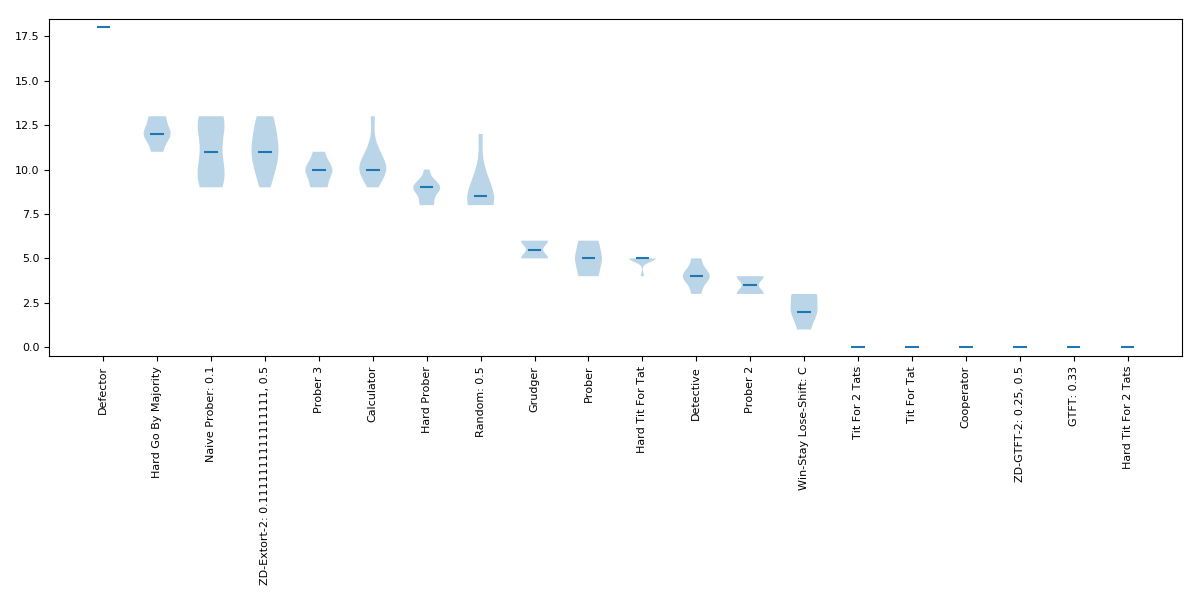 17.5
15.0
12.5
10.0
7.5
5.0
2.5
0.0
Defector
Hard Go By Majority
Naive Prober: 0.1
ZD-Extort-2: 0.1111111111111111, 0.5
Prober 3
Calculator
Hard Prober
Random: 0.5
Grudger
Prober
Hard Tit For Tat
Detective
Prober 2
Win-Stay Lose-Shift: C
Tit For 2 Tats
Tit For Tat
Cooperator
ZD-GTFT-2: 0.25, 0.5
GTFT: 0.33
Hard Tit For 2 Tats